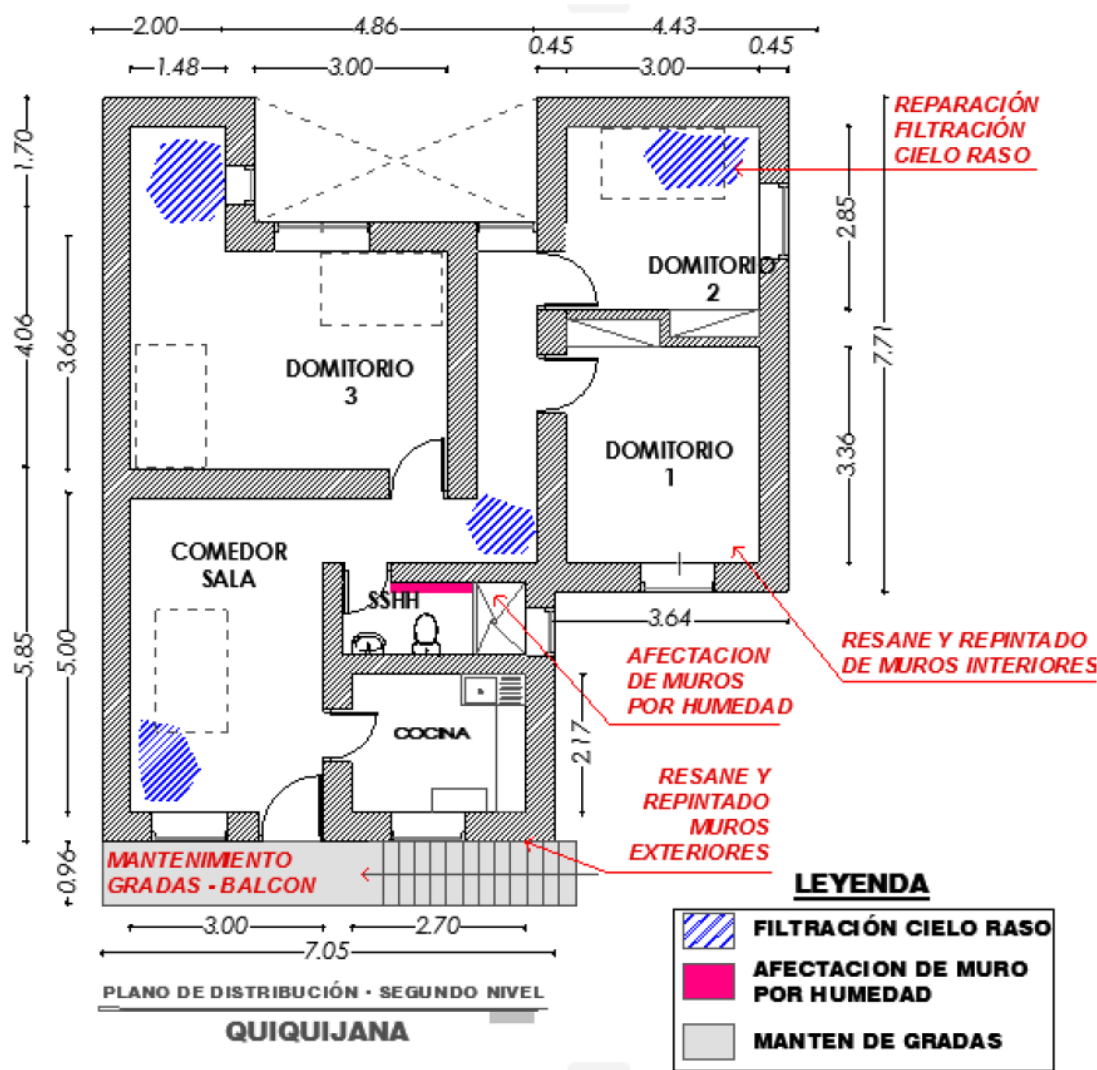 2.00
4.86
4.43
0.45
0.45
1.48
3.00
3.00
REPARACIÓN
FILTRACIÓN
CIELO RASO
1.70
2.85
DOMITORIO
2
4.06
3.66
7.71
DOMITORIO
3
DOMITORIO
1
3.36
COMEDOR
SALA
SSHH
3.64
5.85
5.00
AFECTACION
DE MUROS
POR HUMEDAD
RESANE Y REPINTADO
DE MUROS INTERIORES
COCINA
2.17
RESANE Y
REPINTADO
MUROS
EXTERIORES
0.96
MANTENIMIENTO
GRADAS - BALCON
3.00
2.70
7.05
PLANO DE DISTRIBUCIÓN · SEGUNDO NIVEL
QUIQUIJANA
LEYENDA
FILTRACIÓN CIELO RASO
AFECTACION DE MURO
POR HUMEDAD
MANTEN DE GRADAS